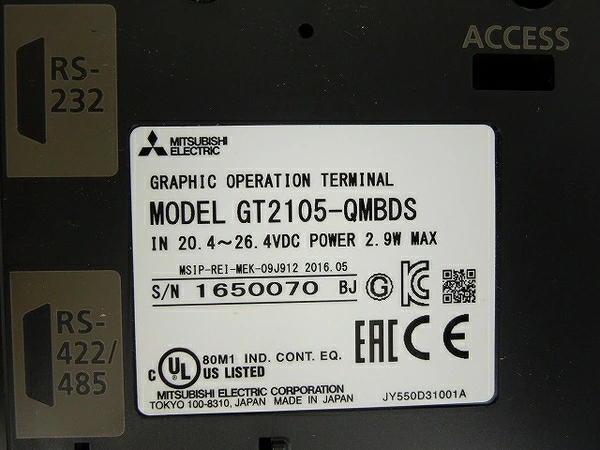 RS-
232
ACCESS
MITSUBISHI
ELECTRIC
GRAPHIC OPERATION TERMINAL
MODEL GT2105-QMBDS
IN 20.4~26.4VDC POWER 2.9W MAX
MSIP-REI-MEK-09J912 2016.05
S/N 1650070 BJ G
RS-
422/
485
C UL US LISTED
80M1 IND. CONT. EQ.
EAC CE
MITSUBISHI ELECTRIC CORPORATION
TOKYO 100-8310, JAPAN MADE IN JAPAN
JY550D31001A